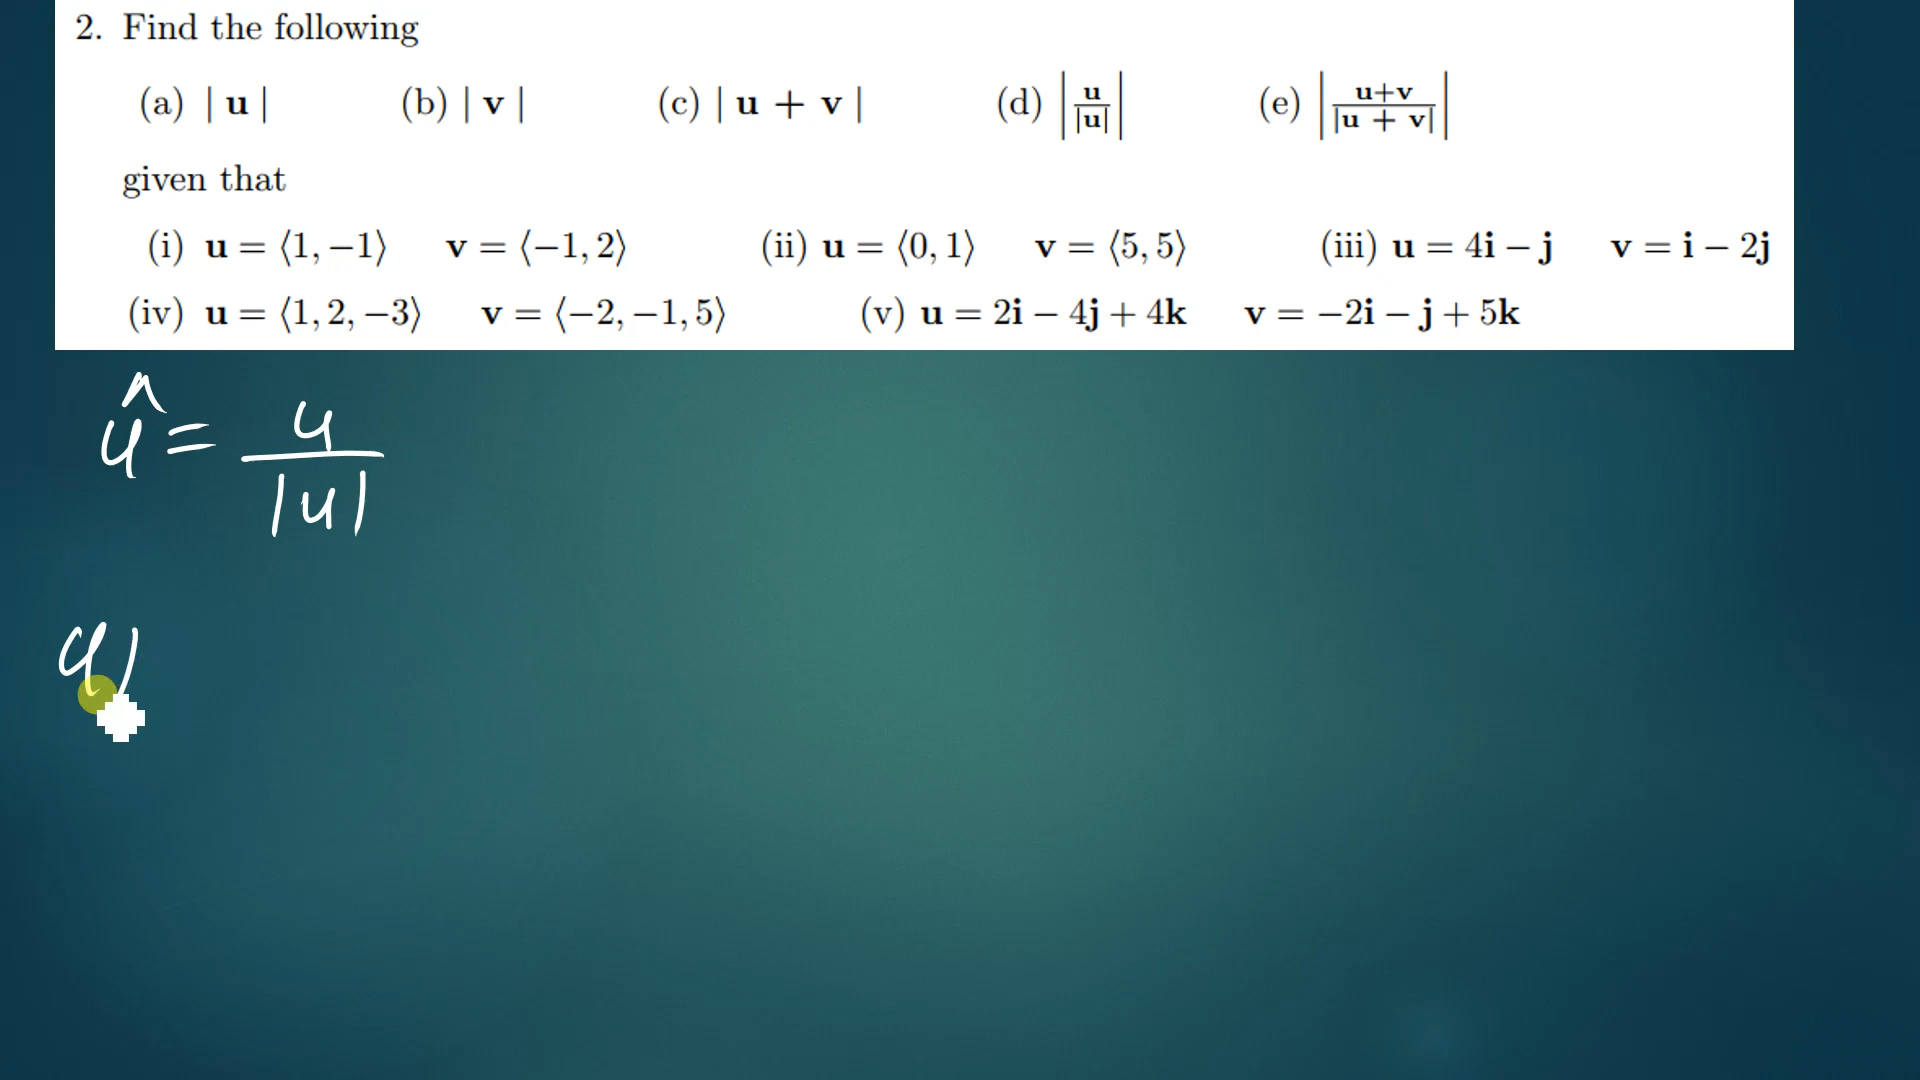 2. Find the following
(a) | u | (b) | v | (c) | u + v | (d) |u/|u|| (e) |u+v/|u + v||
given that
(i) u = ⟨1, −1⟩ v = ⟨−1, 2⟩ (ii) u = ⟨0, 1⟩ v = ⟨5, 5⟩ (iii) u = 4i − j v = i − 2j
(iv) u = ⟨1, 2, −3⟩ v = ⟨−2, −1, 5⟩ (v) u = 2i − 4j + 4k v = −2i − j + 5k
û = u/|u|